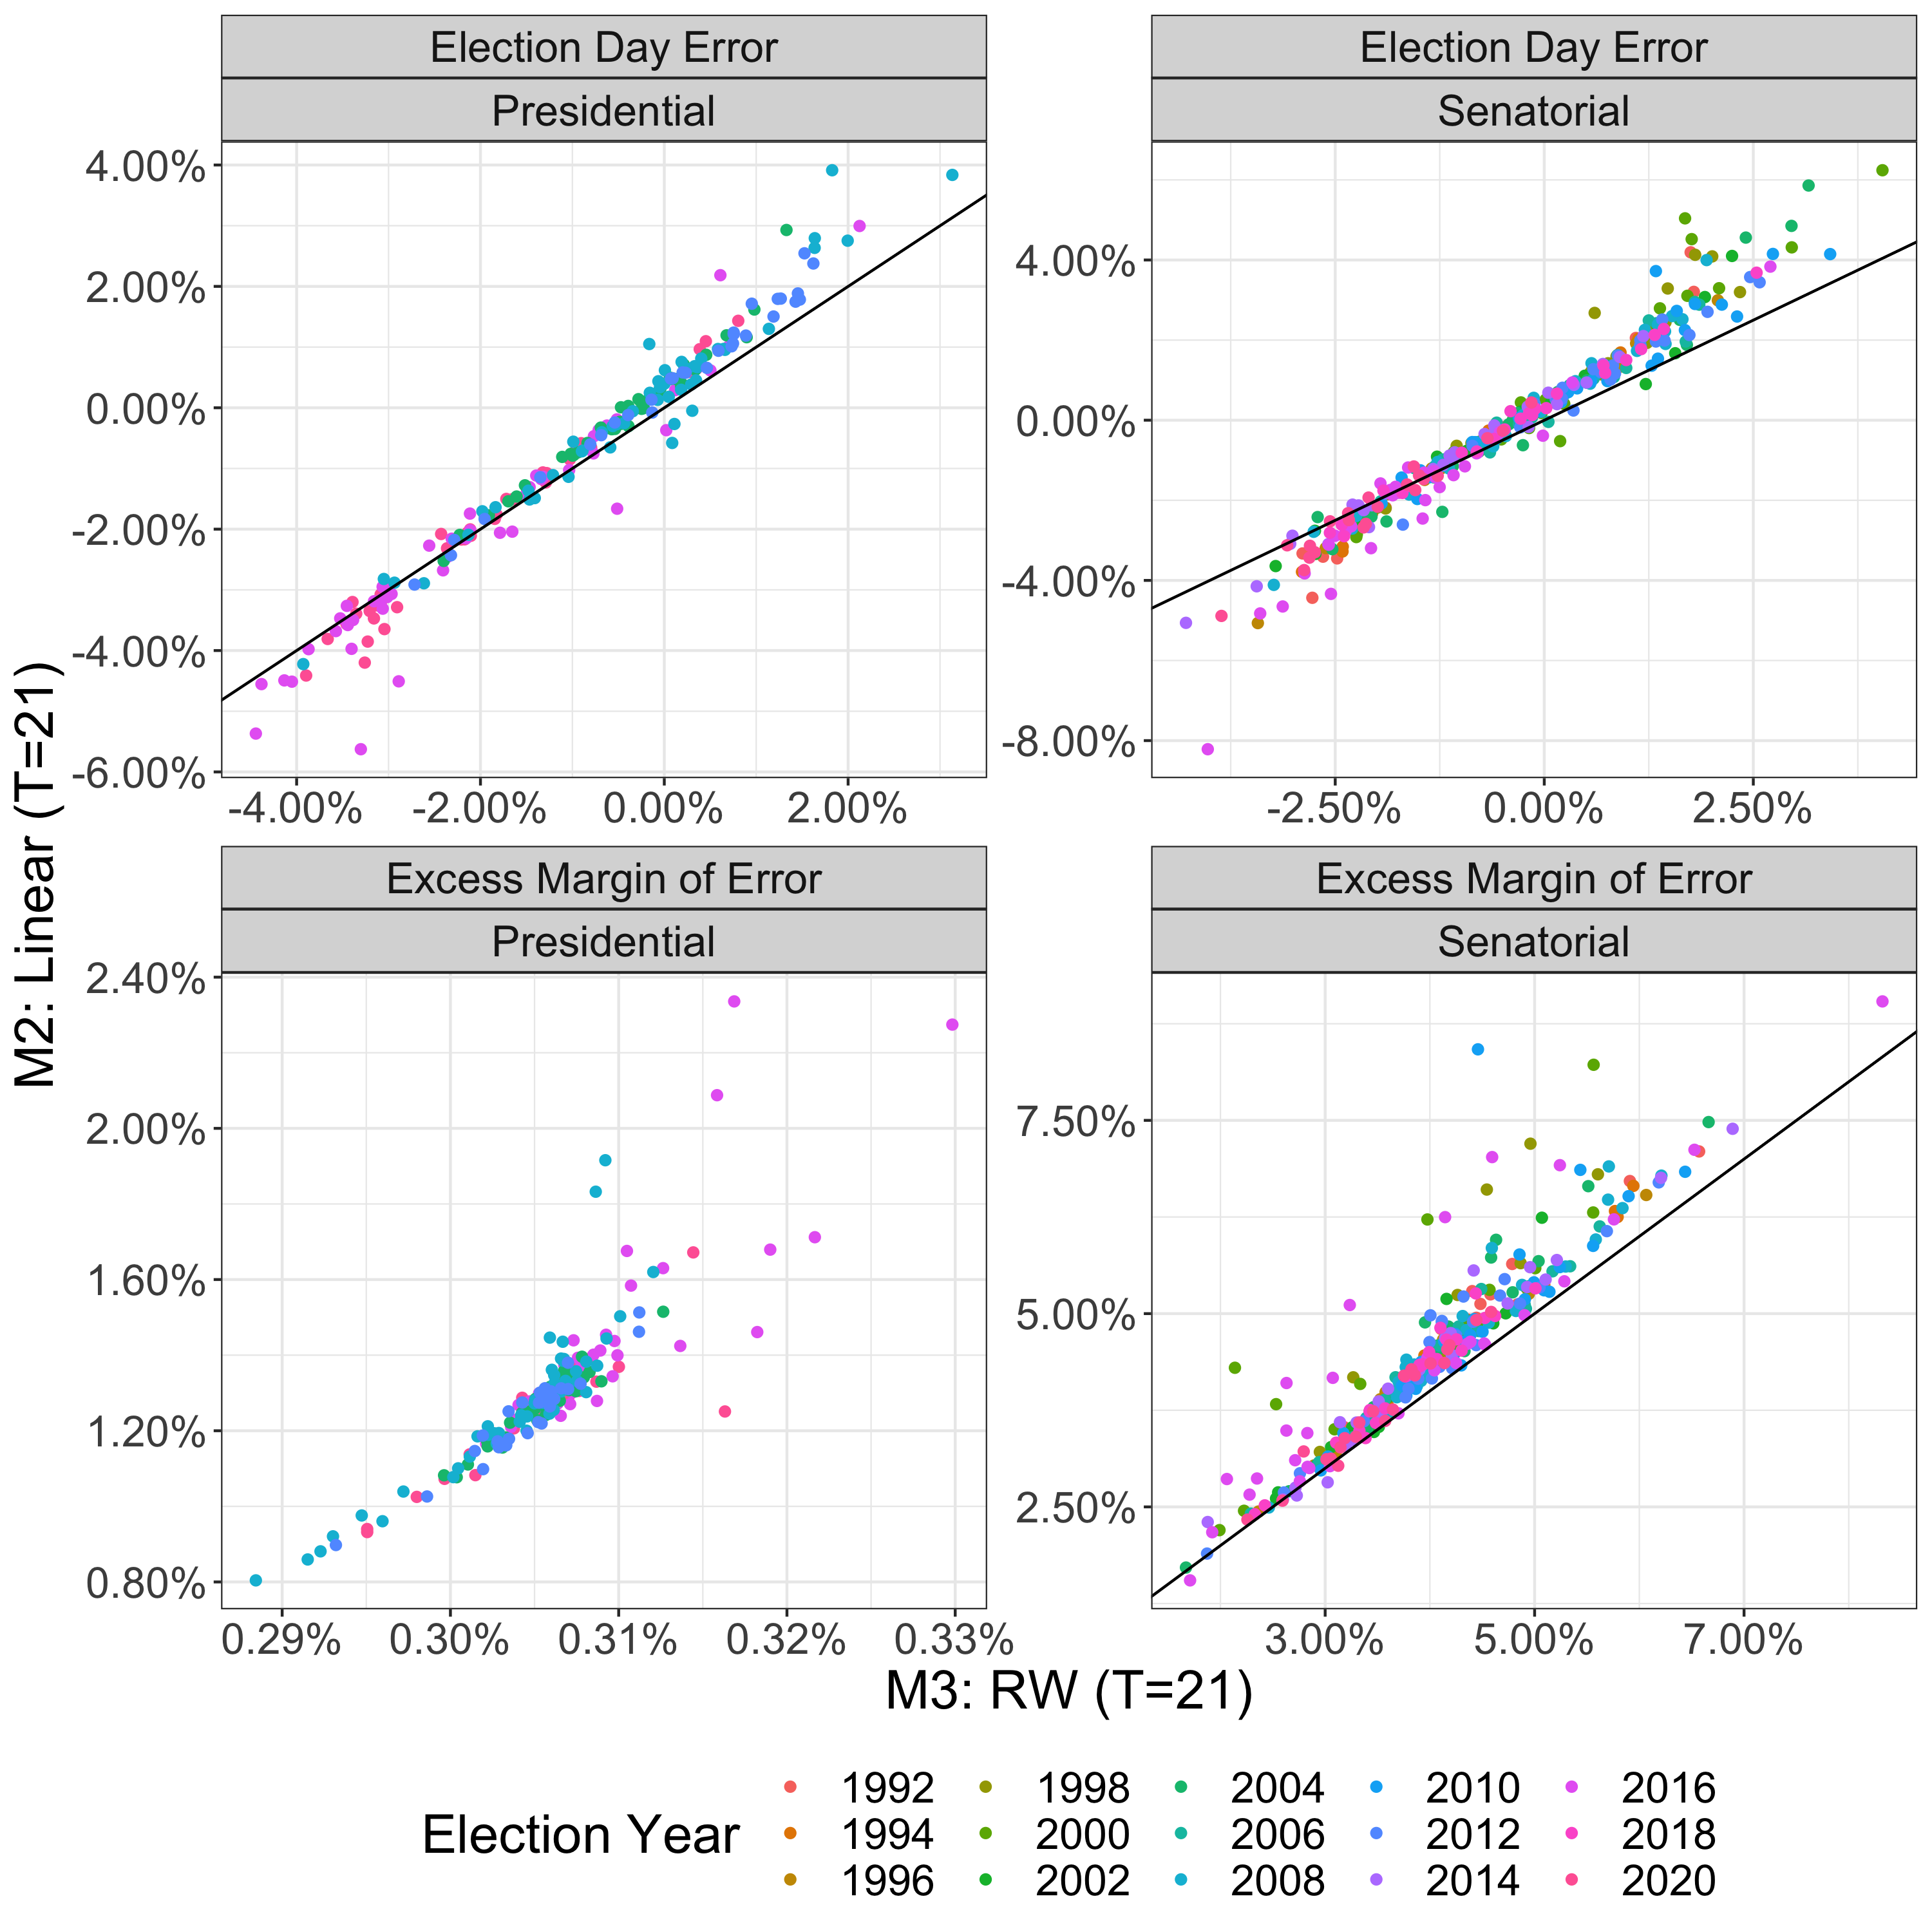 Election Day Error
Presidential
Election Day Error
Senatorial
4.00%
2.00%
0.00%
-2.00%
-4.00%
-6.00%
-4.00% -2.00% 0.00% 2.00%
4.00%
0.00%
-4.00%
-8.00%
-2.50% 0.00% 2.50%
M2: Linear (T=21)
Excess Margin of Error
Presidential
Excess Margin of Error
Senatorial
2.40%
2.00%
1.60%
1.20%
0.80%
0.29% 0.30% 0.31% 0.32% 0.33%
7.50%
5.00%
2.50%
3.00% 5.00% 7.00%
M3: RW (T=21)
Election Year
1992 1998 2004 2010 2016
1994 2000 2006 2012 2018
1996 2002 2008 2014 2020